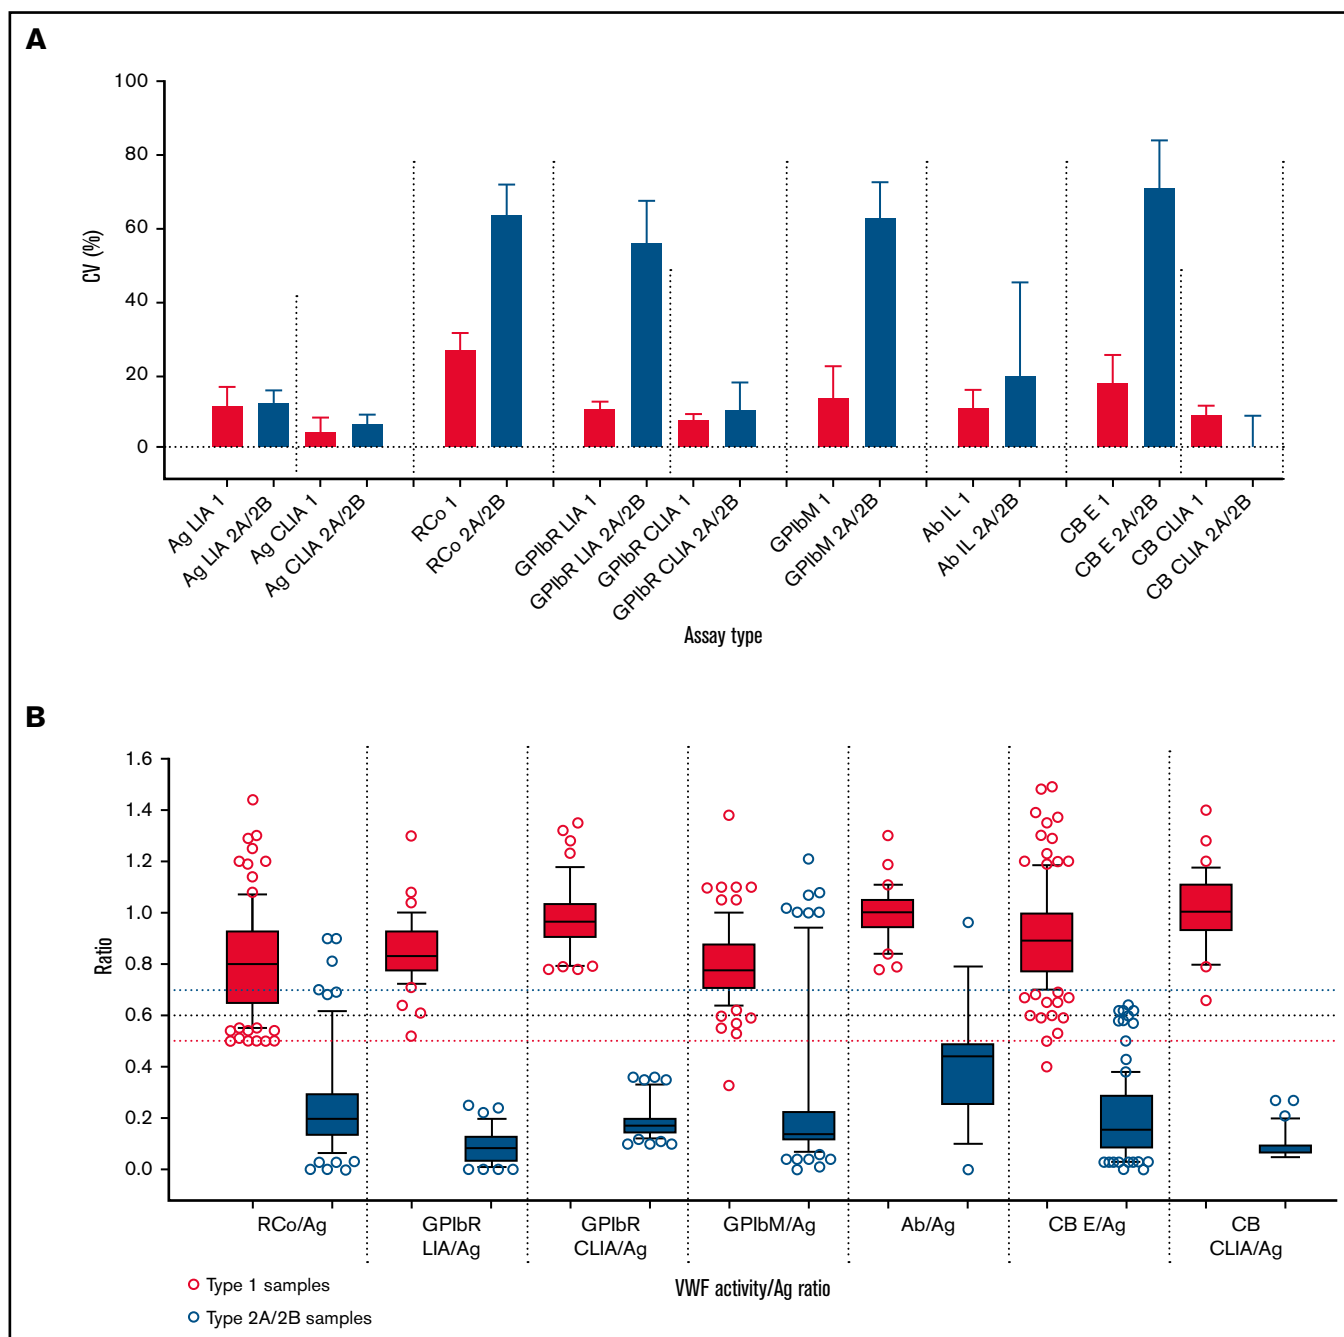 A
100
80
60
40
20
0
CV (%)
Ag LIA 1
Ag LIA 2A/2B
Ag CLIA 1
Ag CLIA 2A/2B
RCo 1
RCo 2A/2B
GPIbR LIA 1
GPIbR LIA 2A/2B
GPIbR CLIA 1
GPIbR CLIA 2A/2B
GPIbM 1
GPIbM 2A/2B
Ab IL 1
Ab IL 2A/2B
CB E 1
CB E 2A/2B
CB CLIA 1
CB CLIA 2A/2B
Assay type
B
1.6
1.4
1.2
1.0
0.8
0.6
0.4
0.2
0.0
Ratio
RCo/Ag
GPIbR
LIA/Ag
GPIbR
CLIA/Ag
GPIbM/Ag
Ab/Ag
CB E/Ag
CB
CLIA/Ag
VWF activity/Ag ratio
Type 1 samples
Type 2A/2B samples